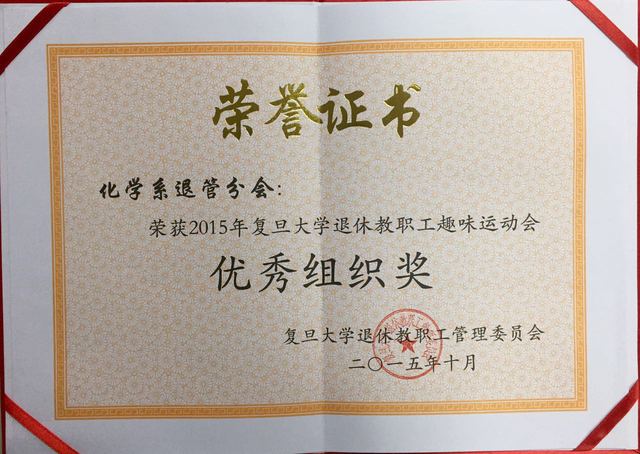 荣誉证书
化学系退管分会:
荣获2015年复旦大学退休教职工趣味运动会
优秀组织奖
复旦大学退休教职工管理委员会
二〇一五年十月